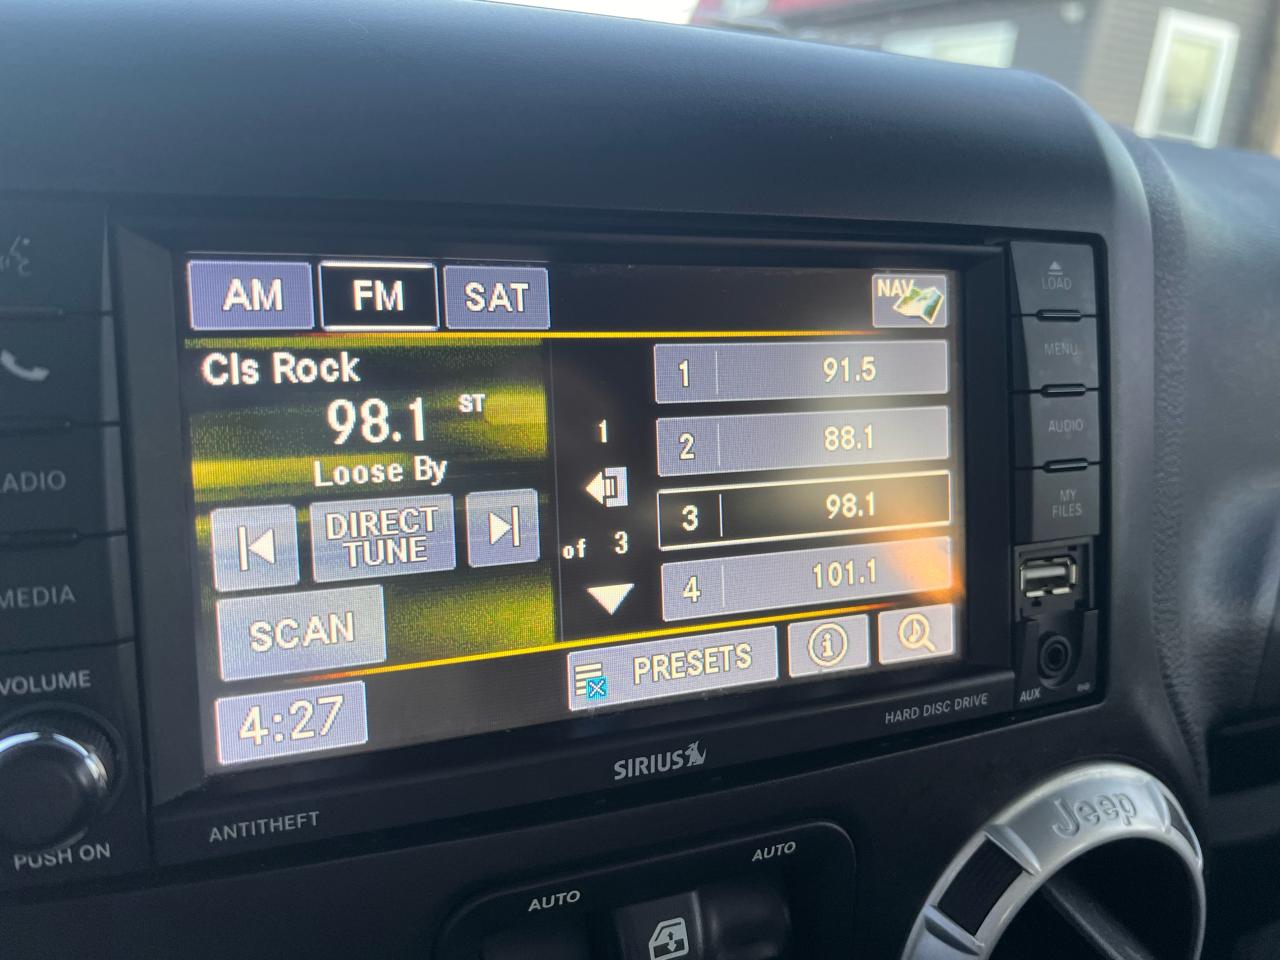 AM FM SAT NAV
Cls Rock
98.1 ST
Loose By
DIRECT
TUNE
SCAN
4:27
1
of 3
1 91.5
2 88.1
3 98.1
4 101.1
PRESETS
i
LOAD
MENU
AUDIO
MY
FILES
AUX
ADIO
MEDIA
VOLUME
PUSH ON
ANTITHEFT
SIRIUS
HARD DISC DRIVE
AUTO
AUTO
Jeep